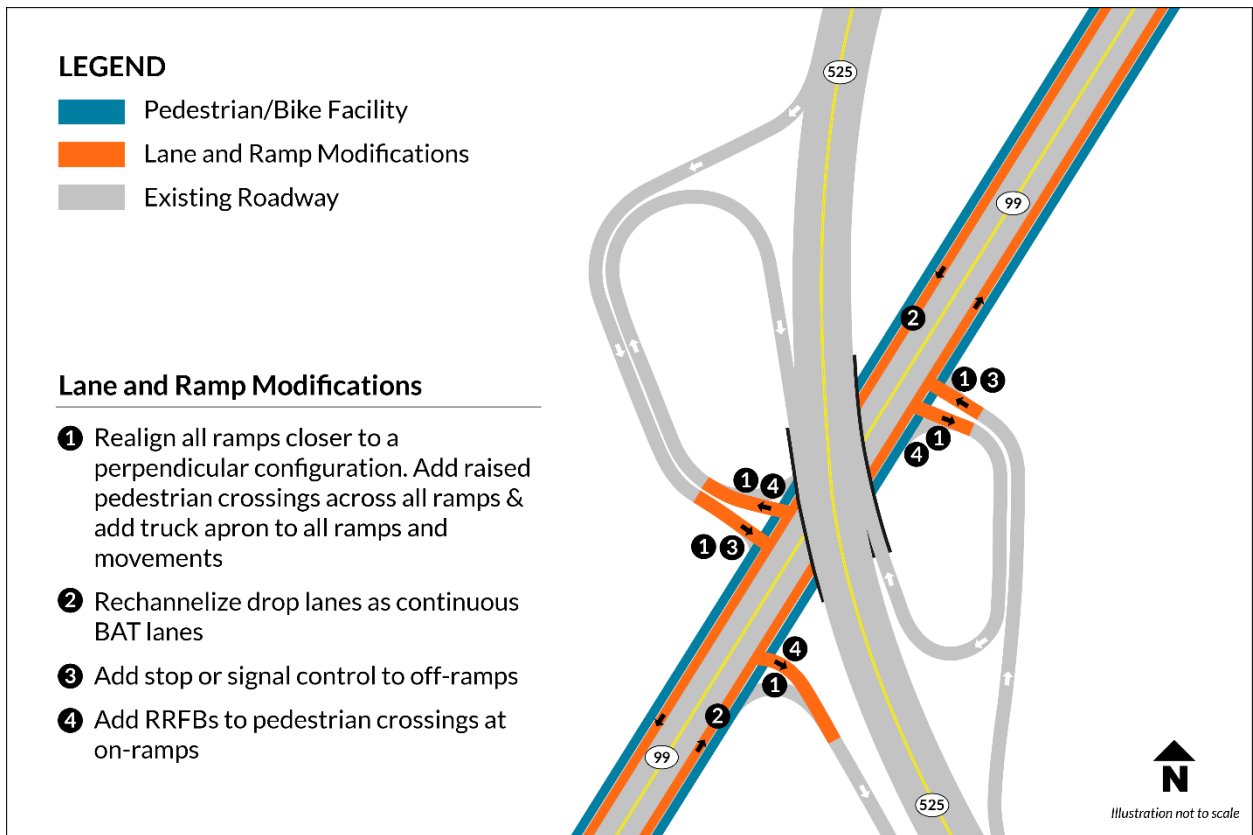 LEGEND
Pedestrian/Bike Facility
Lane and Ramp Modifications
Existing Roadway
Lane and Ramp Modifications
1 Realign all ramps closer to a
perpendicular configuration. Add raised
pedestrian crossings across all ramps &
add truck apron to all ramps and
movements
2 Rechannelize drop lanes as continuous
BAT lanes
3 Add stop or signal control to off-ramps
4 Add RRFBs to pedestrian crossings at
on-ramps
525
99
2
1 3
4 1
1 4
1 3
4
1
2
99
525
N
Illustration not to scale